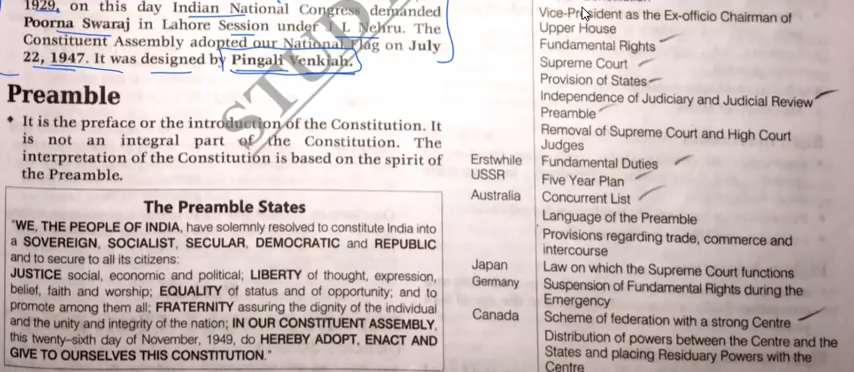 1929, on this day Indian National Congress demanded
Poorna Swaraj in Lahore Session under J L Nehru. The
Constituent Assembly adopted our National Flag on July
22, 1947. It was designed by Pingali Venkiah.
Preamble
• It is the preface or the introduction of the Constitution. It
is not an integral part of the Constitution. The
interpretation of the Constitution is based on the spirit of
the Preamble.
The Preamble States
"WE, THE PEOPLE OF INDIA, have solemnly resolved to constitute India into
a SOVEREIGN, SOCIALIST, SECULAR, DEMOCRATIC and REPUBLIC
and to secure to all its citizens:
JUSTICE social, economic and political; LIBERTY of thought, expression,
belief, faith and worship; EQUALITY of status and of opportunity; and to
promote among them all; FRATERNITY assuring the dignity of the individual
and the unity and integrity of the nation; IN OUR CONSTITUENT ASSEMBLY,
this twenty-sixth day of November, 1949, do HEREBY ADOPT, ENACT AND
GIVE TO OURSELVES THIS CONSTITUTION."
Vice-President as the Ex-officio Chairman of
Upper House
Fundamental Rights
Supreme Court
Provision of States
Independence of Judiciary and Judicial Review
Preamble
Removal of Supreme Court and High Court
Judges
Erstwhile Fundamental Duties
USSR Five Year Plan
Australia Concurrent List
Language of the Preamble
Provisions regarding trade, commerce and
intercourse
Japan Law on which the Supreme Court functions
Germany Suspension of Fundamental Rights during the
Emergency
Canada Scheme of federation with a strong Centre
Distribution of powers between the Centre and the
States and placing Residuary Powers with the
Centre